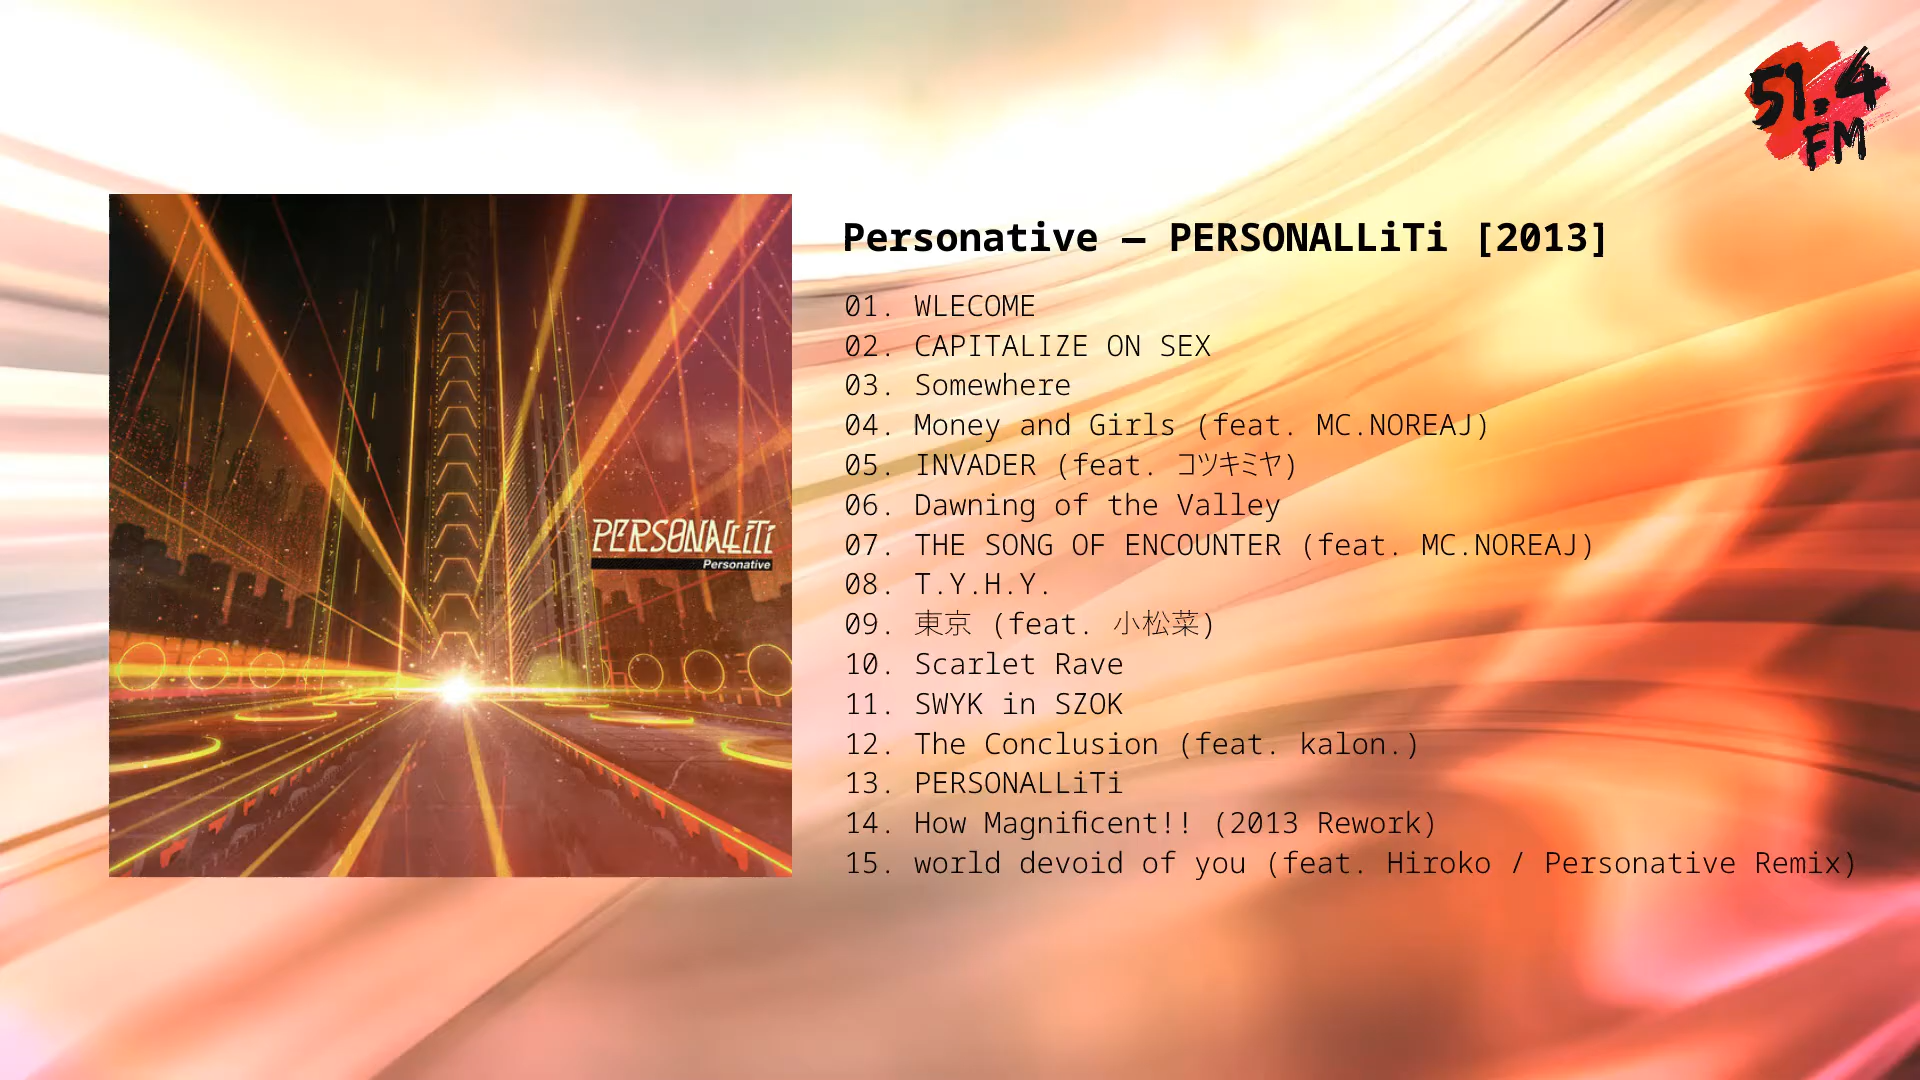 51.4
FM
PERSONALLiTi
Personative
Personative — PERSONALLiTi [2013]
01. WLECOME
02. CAPITALIZE ON SEX
03. Somewhere
04. Money and Girls (feat. MC.NOREAJ)
05. INVADER (feat. コツキミヤ)
06. Dawning of the Valley
07. THE SONG OF ENCOUNTER (feat. MC.NOREAJ)
08. T.Y.H.Y.
09. 東京 (feat. 小松菜)
10. Scarlet Rave
11. SWYK in SZOK
12. The Conclusion (feat. kalon.)
13. PERSONALLiTi
14. How Magnificent!! (2013 Rework)
15. world devoid of you (feat. Hiroko / Personative Remix)